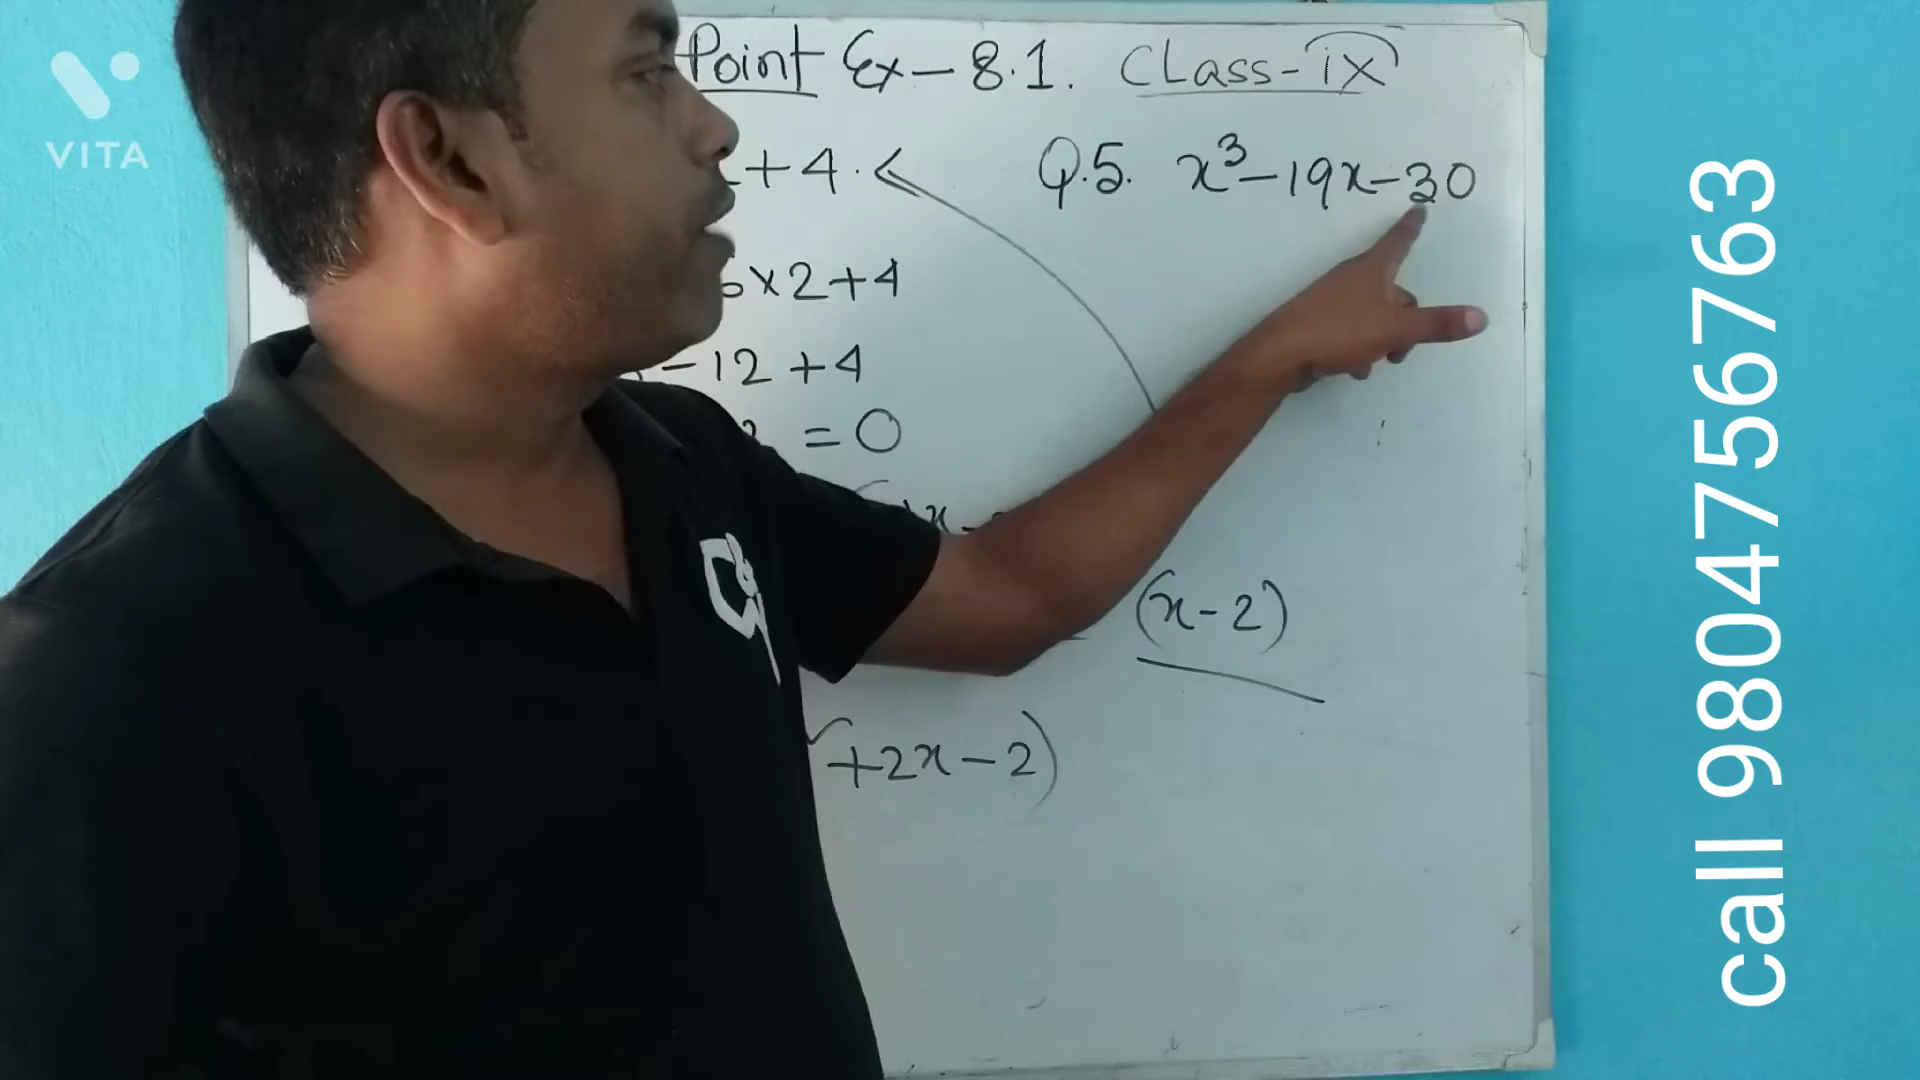 VITA
Point Ex-8.1. Class-ix
+4.
Q.5. x³-19x-30
x2+4
-12+4
=0
x-
(x-2)
+2x-2)
call 9804756763